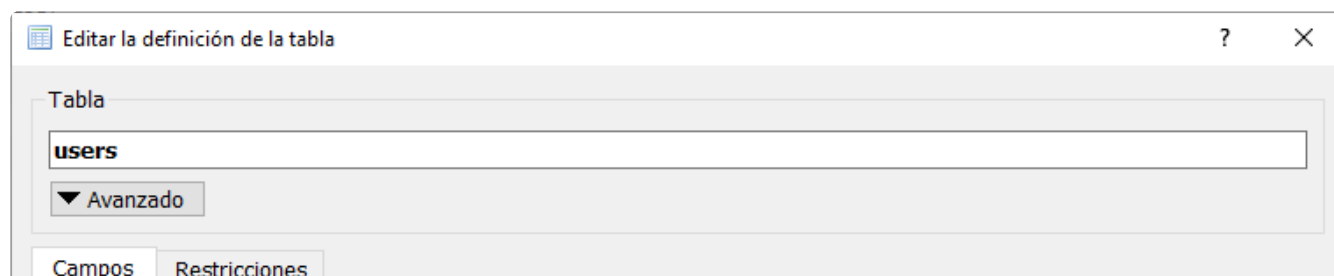 Editar la definición de la tabla ?
Tabla
users
Avanzado
Campos Restricciones